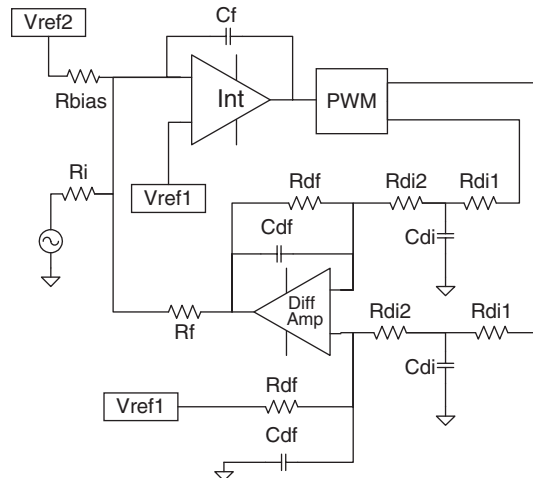 Vref2
Cf
Rbias
Int
PWM
Ri
Vref1
Rdf
Rdi2
Rdi1
Cdf
Cdi
Diff
Amp
Rdi2
Rdi1
Rf
Cdi
Rdf
Vref1
Cdf